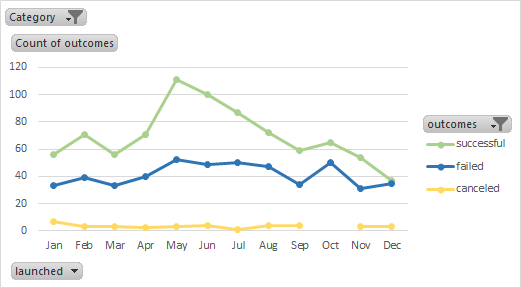 Category
Count of outcomes
120
100
80
60
40
20
0
Jan Feb Mar Apr May Jun Jul Aug Sep Oct Nov Dec
outcomes
successful
failed
canceled
launched